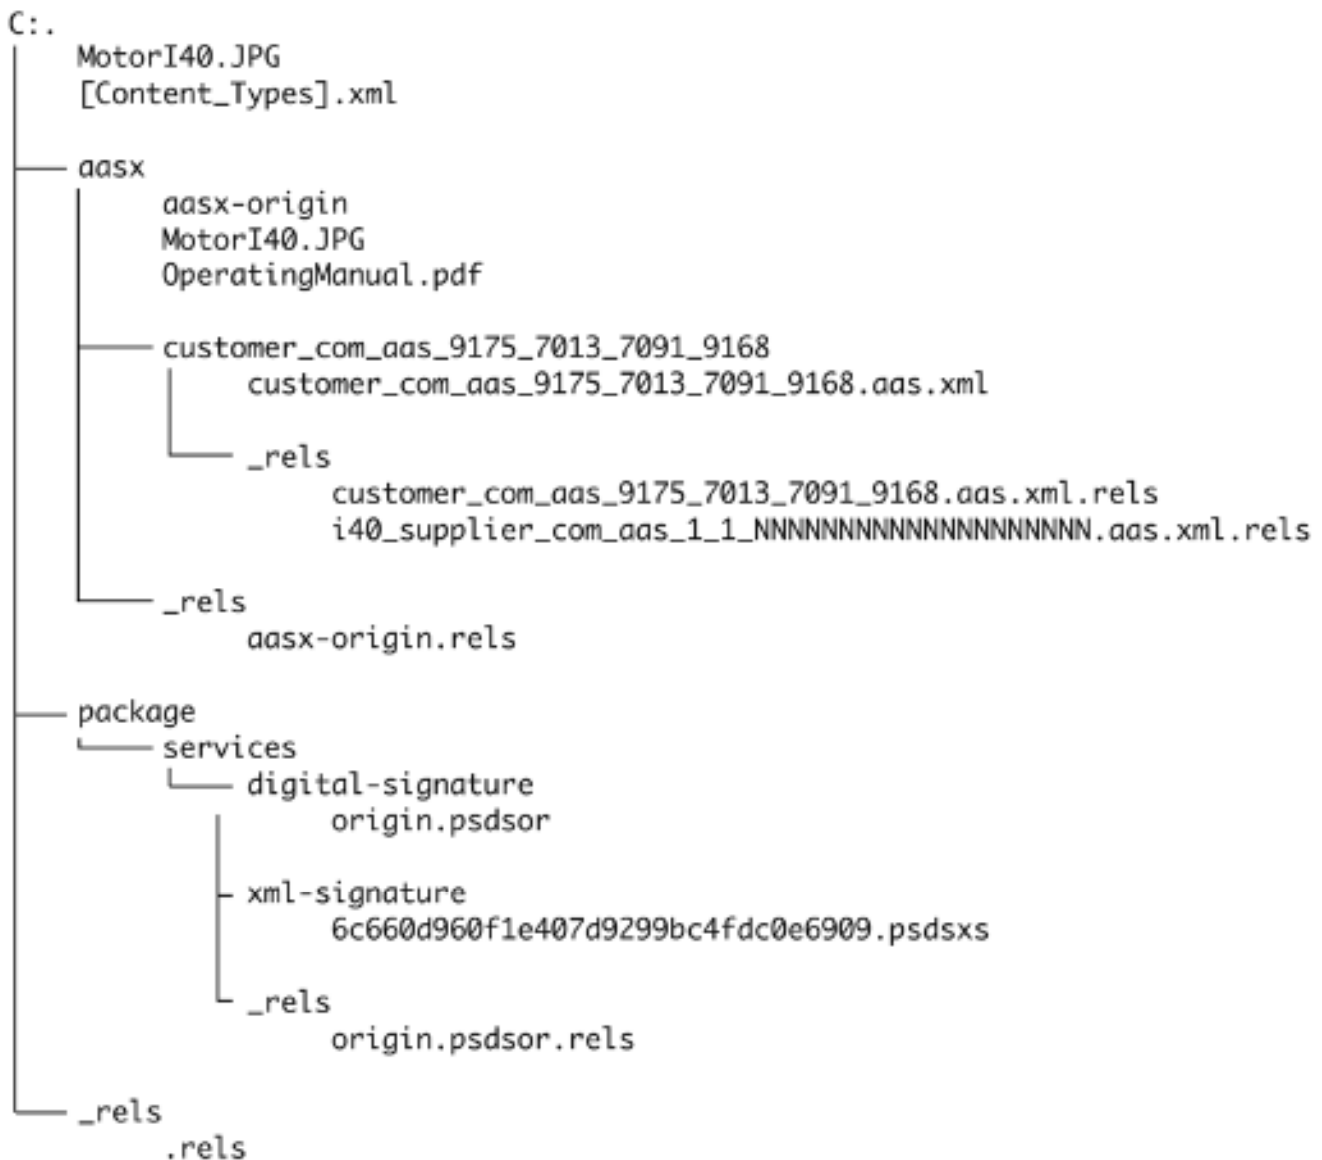 C:.
MotorI40.JPG
[Content_Types].xml
aasx
aasx-origin
MotorI40.JPG
OperatingManual.pdf
customer_com_aas_9175_7013_7091_9168
customer_com_aas_9175_7013_7091_9168.aas.xml
_rels
customer_com_aas_9175_7013_7091_9168.aas.xml.rels
i40_supplier_com_aas_1_1_NNNNNNNNNNNNNNNNNNNN.aas.xml.rels
_rels
aasx-origin.rels
package
services
digital-signature
origin.psdsor
xml-signature
6c660d960f1e407d9299bc4fdc0e6909.psdsxs
_rels
origin.psdsor.rels
_rels
.rels